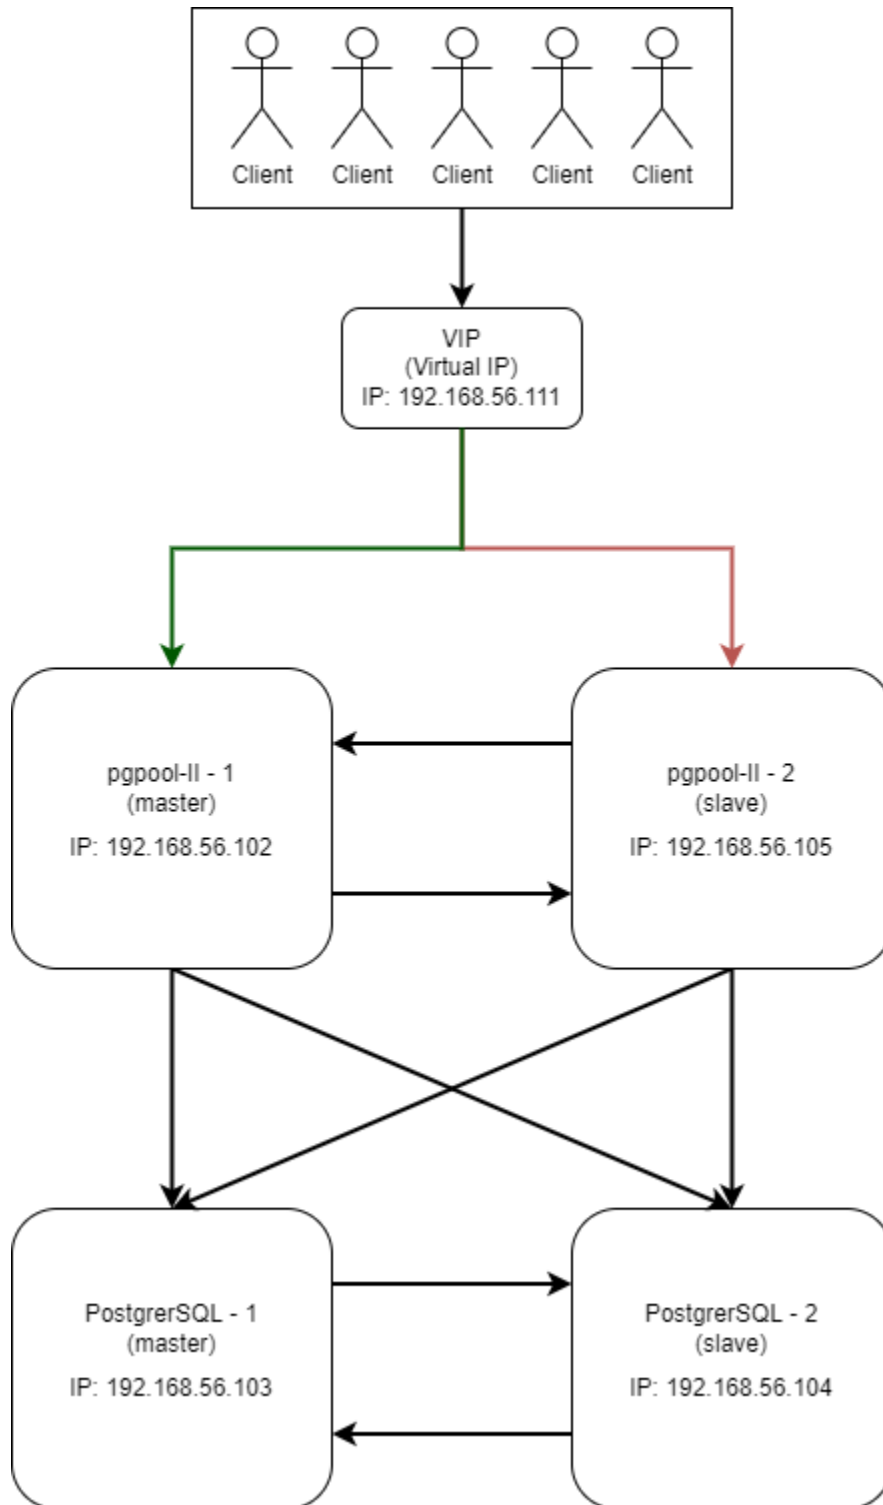 Client
Client
Client
Client
Client
VIP
(Virtual IP)
IP: 192.168.56.111
pgpool-II - 1
(master)
IP: 192.168.56.102
pgpool-II - 2
(slave)
IP: 192.168.56.105
PostgrerSQL - 1
(master)
IP: 192.168.56.103
PostgrerSQL - 2
(slave)
IP: 192.168.56.104